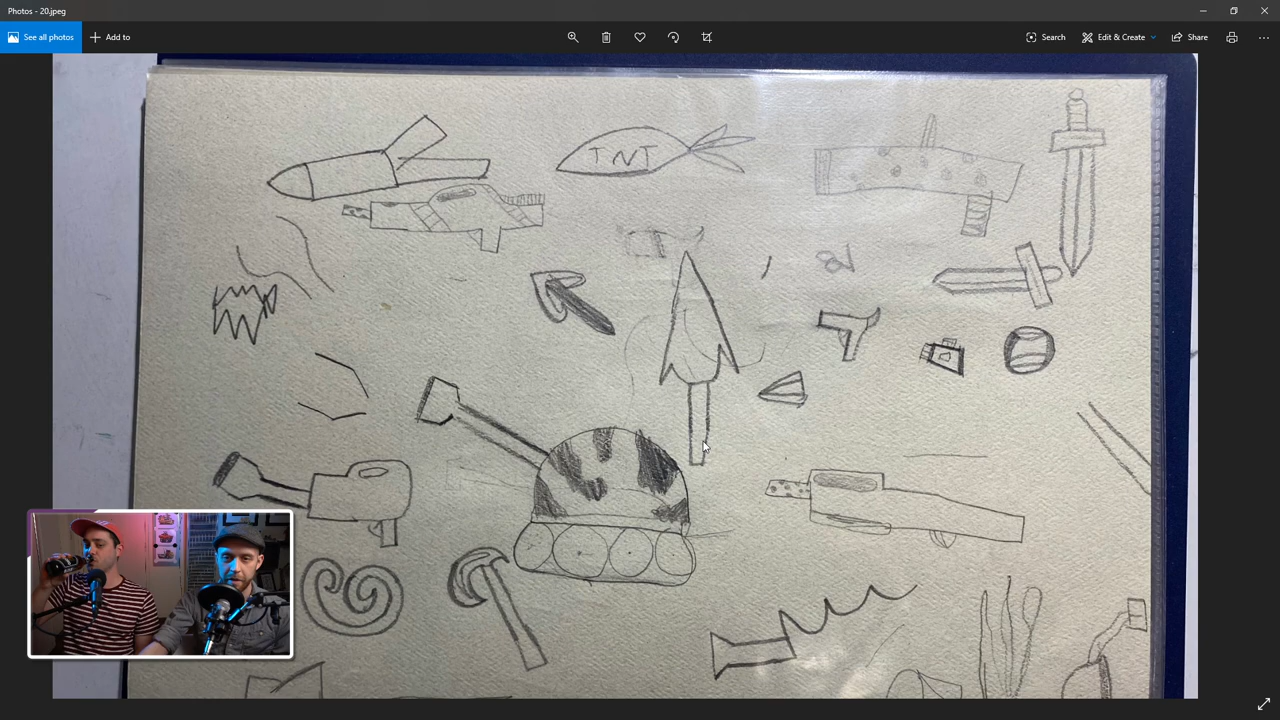 Photos - 20.jpeg
See all photos
Add to
Search
Edit & Create
Share
TNT